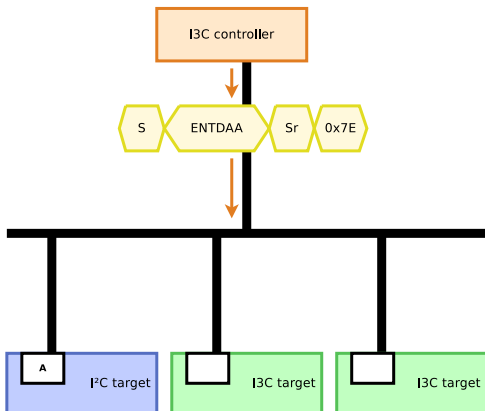 I3C controller
S ENTDAA Sr 0x7E
A
I²C target I3C target I3C target